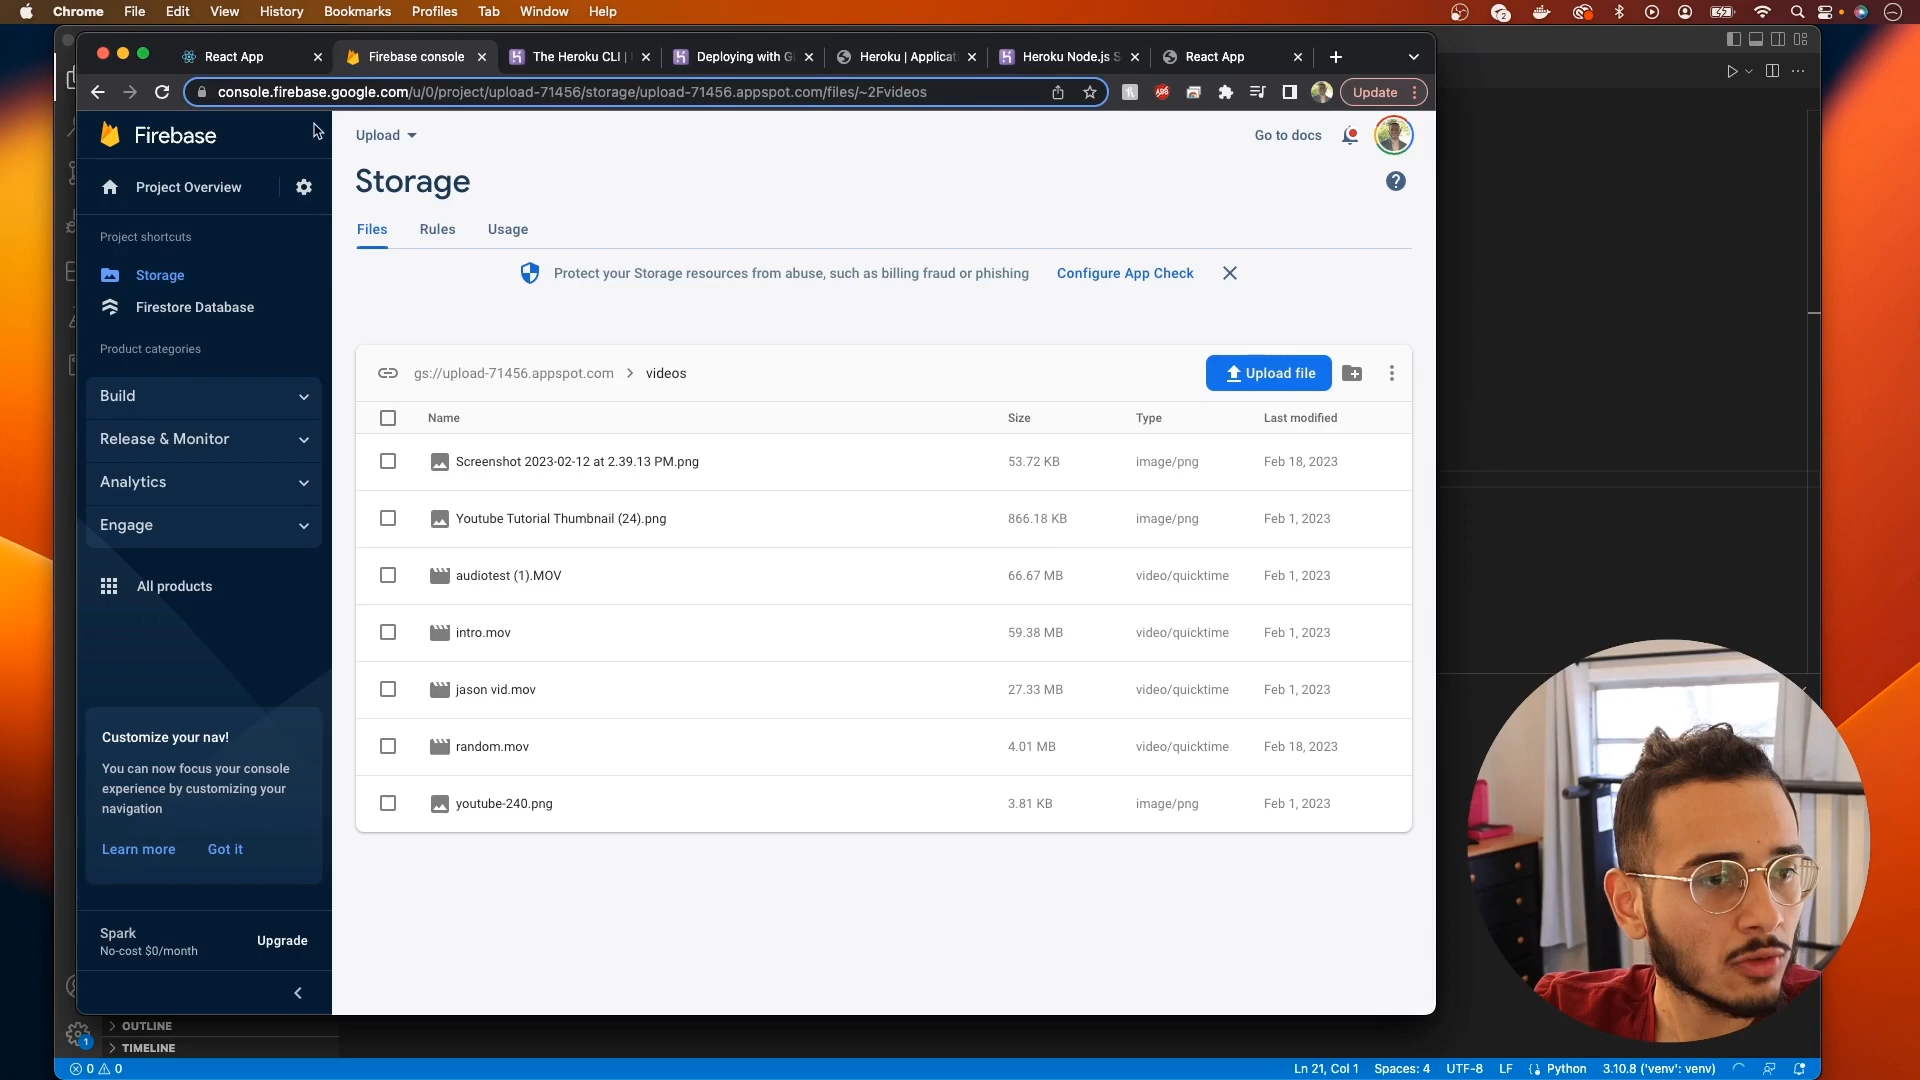 Chrome File Edit View History Bookmarks Profiles Tab Window Help
React App Firebase console The Heroku CLI | Deploying with G Heroku | Applicati Heroku Node.js S React App
console.firebase.google.com/u/0/project/upload-71456/storage/upload-71456.appspot.com/files/~2Fvideos Update
Firebase
Upload
Go to docs
Project Overview
Storage
Project shortcuts
Files Rules Usage
Storage
Protect your Storage resources from abuse, such as billing fraud or phishing Configure App Check
Firestore Database
Product categories
gs://upload-71456.appspot.com > videos
Upload file
Build
Name Size Type Last modified
Release & Monitor
Screenshot 2023-02-12 at 2.39.13 PM.png 53.72 KB image/png Feb 18, 2023
Analytics
Youtube Tutorial Thumbnail (24).png 866.18 KB image/png Feb 1, 2023
Engage
audiotest (1).MOV 66.67 MB video/quicktime Feb 1, 2023
All products
intro.mov 59.38 MB video/quicktime Feb 1, 2023
jason vid.mov 27.33 MB video/quicktime Feb 1, 2023
random.mov 4.01 MB video/quicktime Feb 18, 2023
youtube-240.png 3.81 KB image/png Feb 1, 2023
Customize your nav!
You can now focus your console
experience by customizing your
navigation
Learn more Got it
Spark
No-cost $0/month
Upgrade
OUTLINE
TIMELINE
0 0 Ln 21, Col 1 Spaces: 4 UTF-8 LF Python 3.10.8 ('venv': venv)